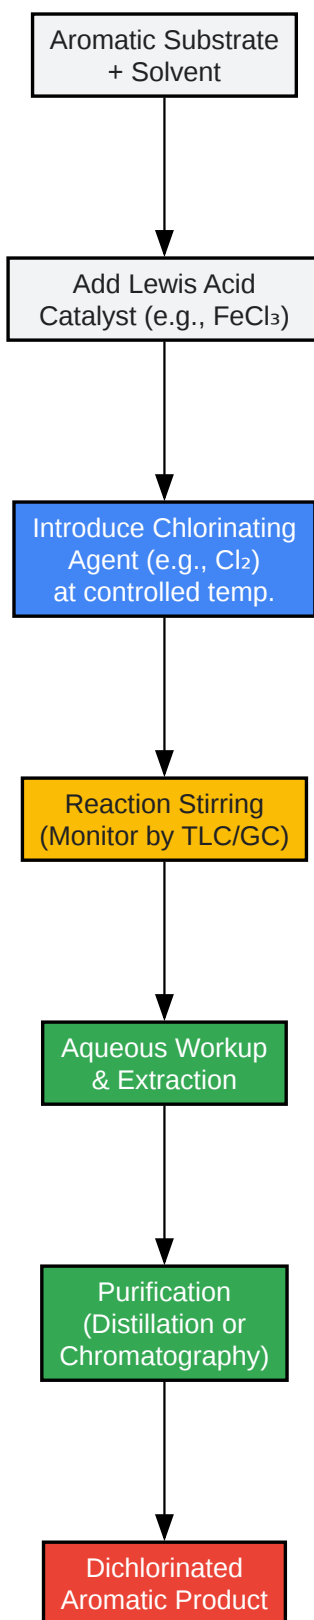 Aromatic Substrate
+ Solvent
Add Lewis Acid
Catalyst (e.g., FeCl₃)
Introduce Chlorinating
Agent (e.g., Cl₂)
at controlled temp.
Reaction Stirring
(Monitor by TLC/GC)
Aqueous Workup
& Extraction
Purification
(Distillation or
Chromatography)
Dichlorinated
Aromatic Product